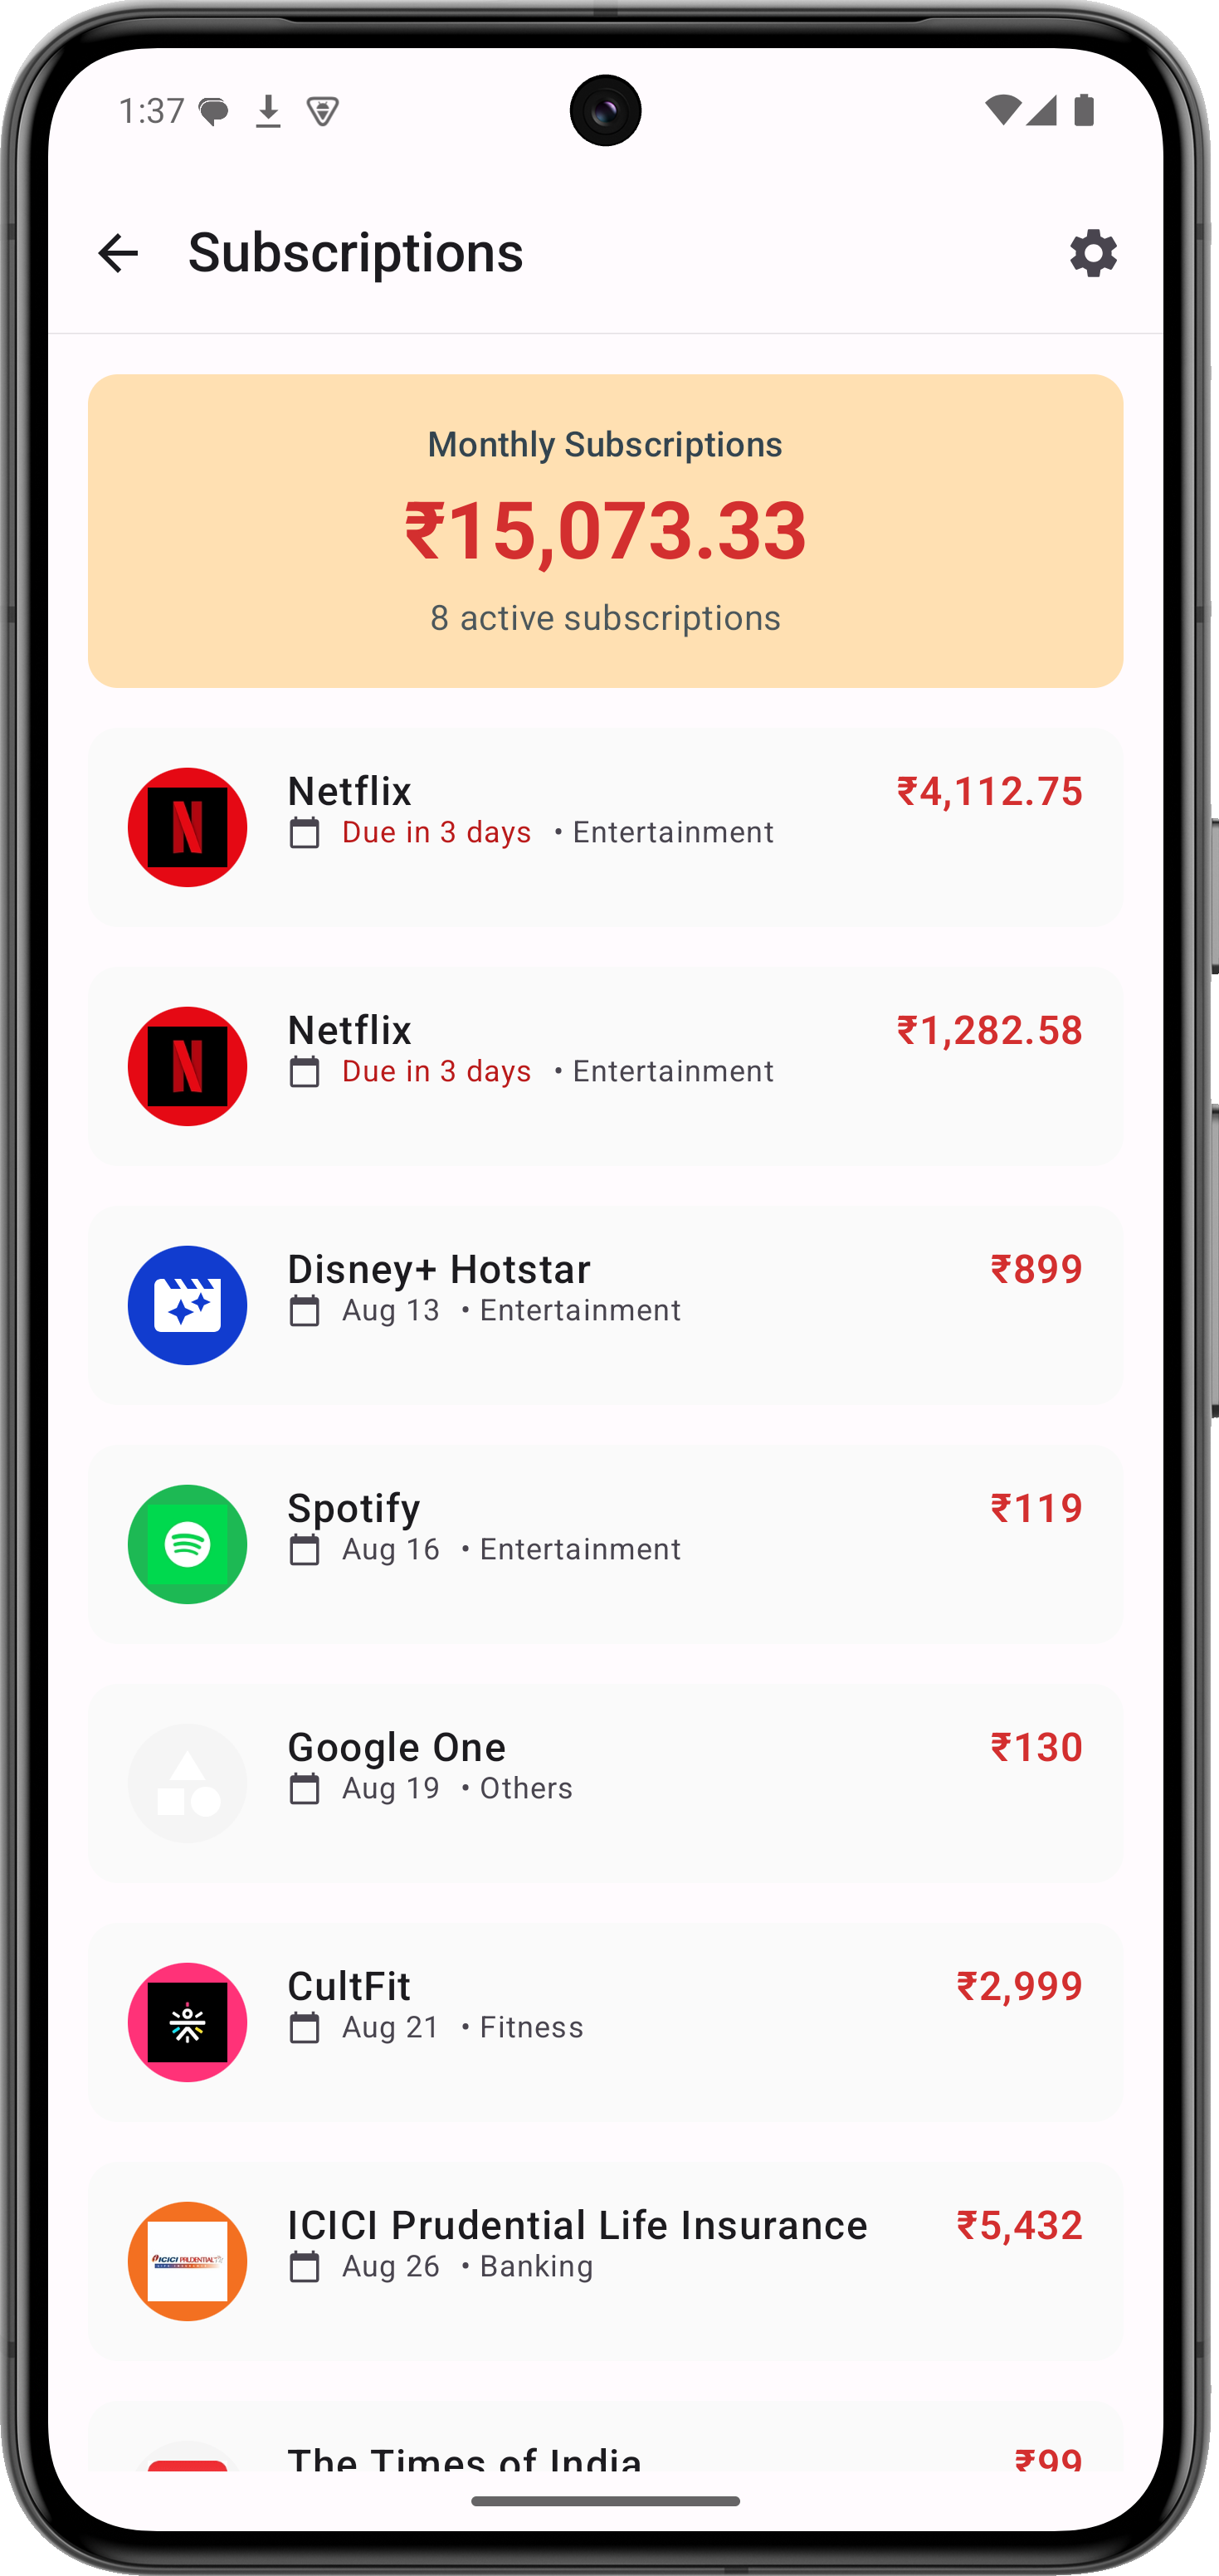 1:37
Subscriptions
Monthly Subscriptions
₹15,073.33
8 active subscriptions
Netflix ₹4,112.75
Due in 3 days • Entertainment
Netflix ₹1,282.58
Due in 3 days • Entertainment
Disney+ Hotstar ₹899
Aug 13 • Entertainment
Spotify ₹119
Aug 16 • Entertainment
Google One ₹130
Aug 19 • Others
CultFit ₹2,999
Aug 21 • Fitness
ICICI Prudential Life Insurance ₹5,432
ICICI PRUDENTIAL
Aug 26 • Banking
The Times of India ₹99